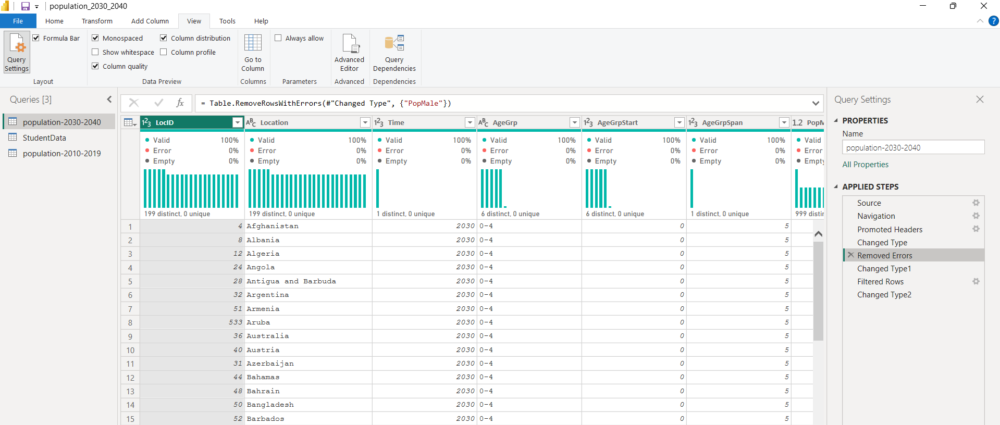 population_2030_2040
File Home Transform Add Column View Tools Help
Query Settings
Formula Bar
Layout
Monospaced
Show whitespace
Column quality
Column distribution
Column profile
Data Preview
Go to Column
Columns
Always allow
Parameters
Advanced Editor
Advanced
Query Dependencies
Dependencies
Queries [3]
population-2030-2040
StudentData
population-2010-2019
fx = Table.RemoveRowsWithErrors(#"Changed Type", {"PopMale"})
1²3 LocID ABC Location 1²3 Time ABC AgeGrp 1²3 AgeGrpStart 1²3 AgeGrpSpan 1.2 PopM
Valid 100% Valid 100% Valid 100% Valid 100% Valid 100% Valid 100% Valid
Error 0% Error 0% Error 0% Error 0% Error 0% Error 0% Error
Empty 0% Empty 0% Empty 0% Empty 0% Empty 0% Empty 0% Empty
199 distinct, 0 unique 199 distinct, 0 unique 1 distinct, 0 unique 6 distinct, 0 unique 6 distinct, 0 unique 1 distinct, 0 unique 999 distin
1 4 Afghanistan 2030 0-4 0 5
2 8 Albania 2030 0-4 0 5
3 12 Algeria 2030 0-4 0 5
4 24 Angola 2030 0-4 0 5
5 28 Antigua and Barbuda 2030 0-4 0 5
6 32 Argentina 2030 0-4 0 5
7 51 Armenia 2030 0-4 0 5
8 533 Aruba 2030 0-4 0 5
9 36 Australia 2030 0-4 0 5
10 40 Austria 2030 0-4 0 5
11 31 Azerbaijan 2030 0-4 0 5
12 44 Bahamas 2030 0-4 0 5
13 48 Bahrain 2030 0-4 0 5
14 50 Bangladesh 2030 0-4 0 5
15 52 Barbados 2030 0-4 0 5
Query Settings
PROPERTIES
Name
population-2030-2040
All Properties
APPLIED STEPS
Source
Navigation
Promoted Headers
Changed Type
Removed Errors
Changed Type1
Filtered Rows
Changed Type2